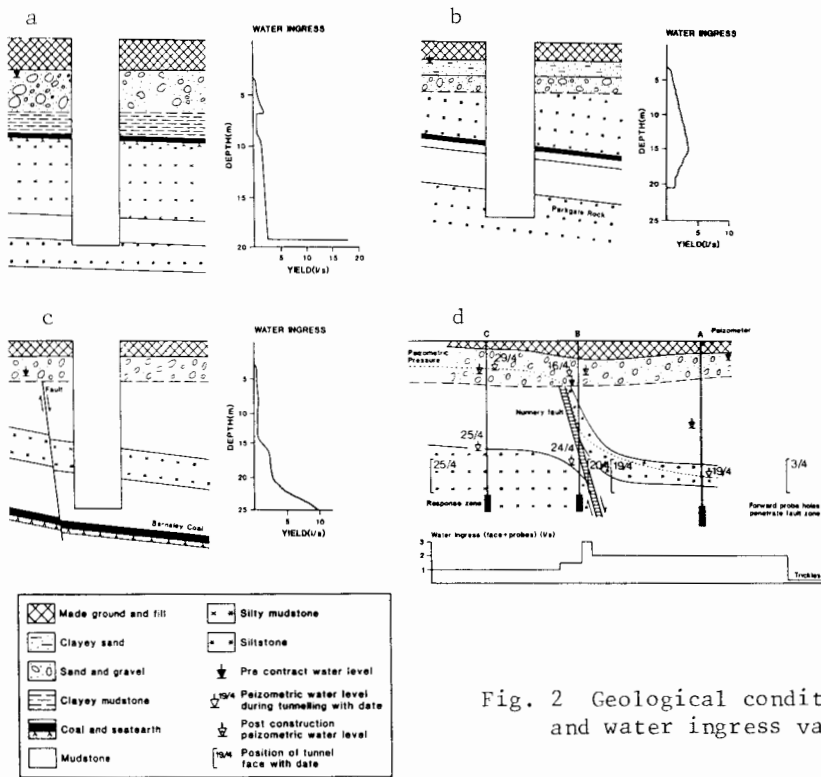 a
WATER INGRESS
DEPTH(m)
5
10
15
20
5
10
15
20
YIELD(l/s)
b
WATER INGRESS
DEPTH(m)
5
10
15
20
25
5
10
YIELD(l/s)
Parkgate Rock
c
WATER INGRESS
Fault
Barnsley Coal
DEPTH(m)
5
10
15
20
25
5
10
YIELD(l/s)
d
C
B
A
Peizometer
Piezometric
Pressure
29/4
16/4
Nunnery fault
25/4
24/4
25/4
20/4
19/4
19/4
3/4
Response zone
Forward probe holes
penetrate fault zone
Water Ingress (face+probes) (l/s)
3
2
1
Trickles
Made ground and fill
Clayey sand
Sand and gravel
Clayey mudstone
Coal and seatearth
Mudstone
Silty mudstone
Siltstone
Pre contract water level
19/4 Peizometric water level
during tunnelling with date
Post construction
peizometric water level
19/4 Position of tunnel
face with date
Fig. 2 Geological condit
and water ingress va